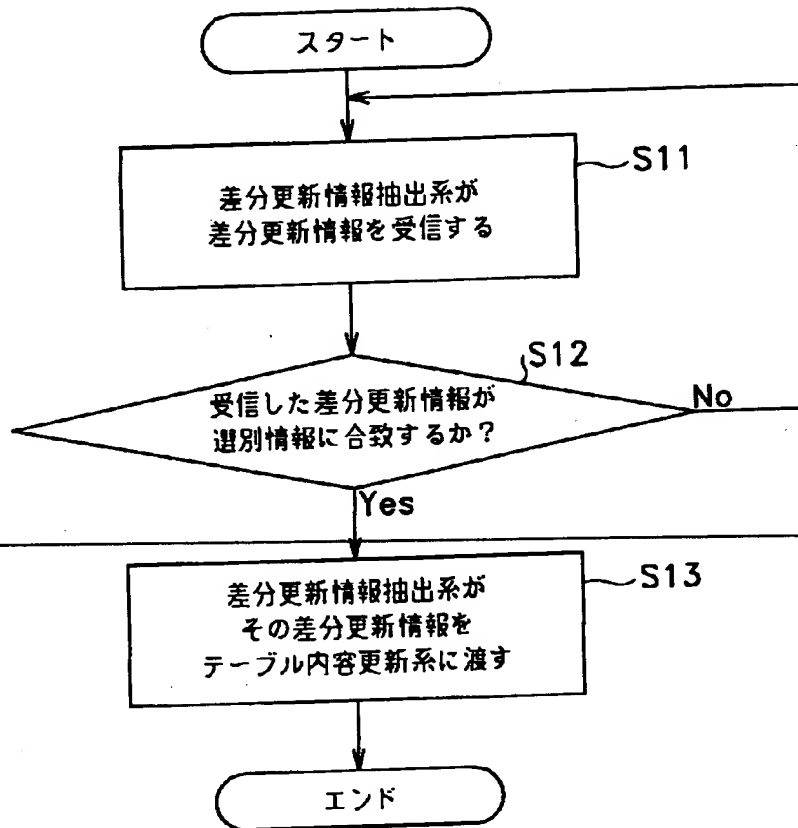 スタート
S11
差分更新情報抽出系が
差分更新情報を受信する
S12
受信した差分更新情報が
選別情報に合致するか？
No
Yes
S13
差分更新情報抽出系が
その差分更新情報を
テーブル内容更新系に渡す
エンド